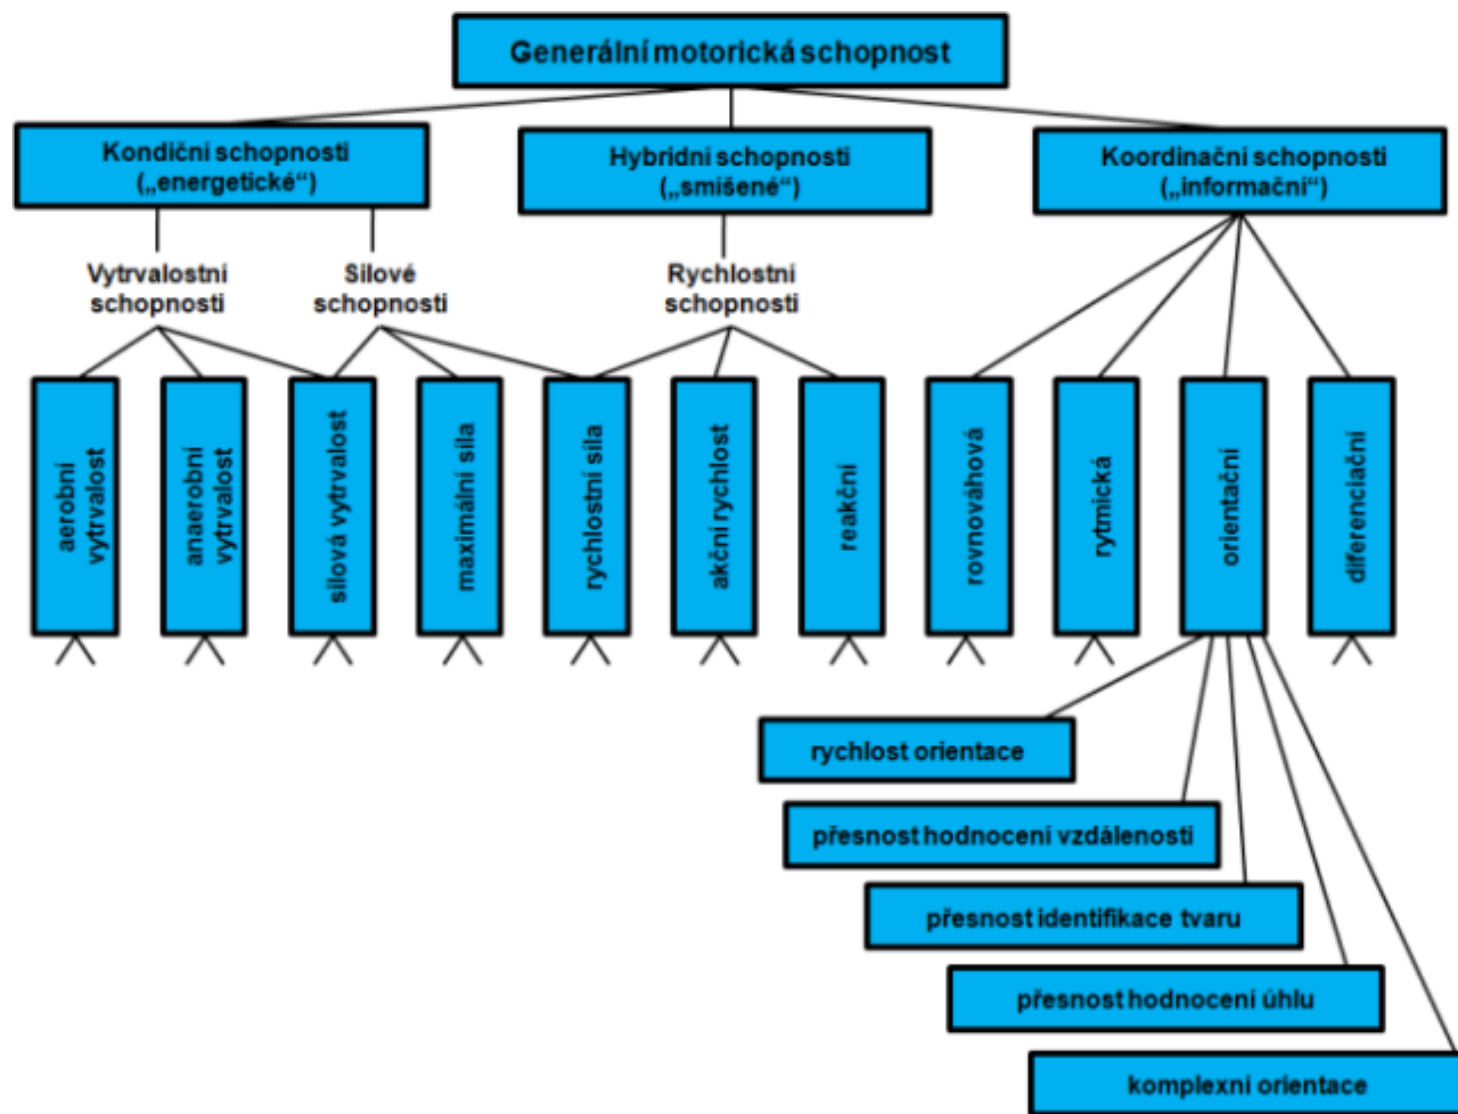 Generální motorická schopnost
Kondiční schopnosti
(„energetické“)
Hybridní schopnosti
(„smíšené“)
Koordinační schopnosti
(„informační“)
Vytrvalostní
schopnosti
Silové
schopnosti
Rychlostní
schopnosti
aerobní
vytrvalost
anaerobní
vytrvalost
silová vytrvalost
maximální síla
rychlostní síla
akční rychlost
reakční
rovnováhová
rytmická
orientační
diferenciační
rychlost orientace
přesnost hodnocení vzdálenosti
přesnost identifikace tvaru
přesnost hodnocení úhlu
komplexní orientace